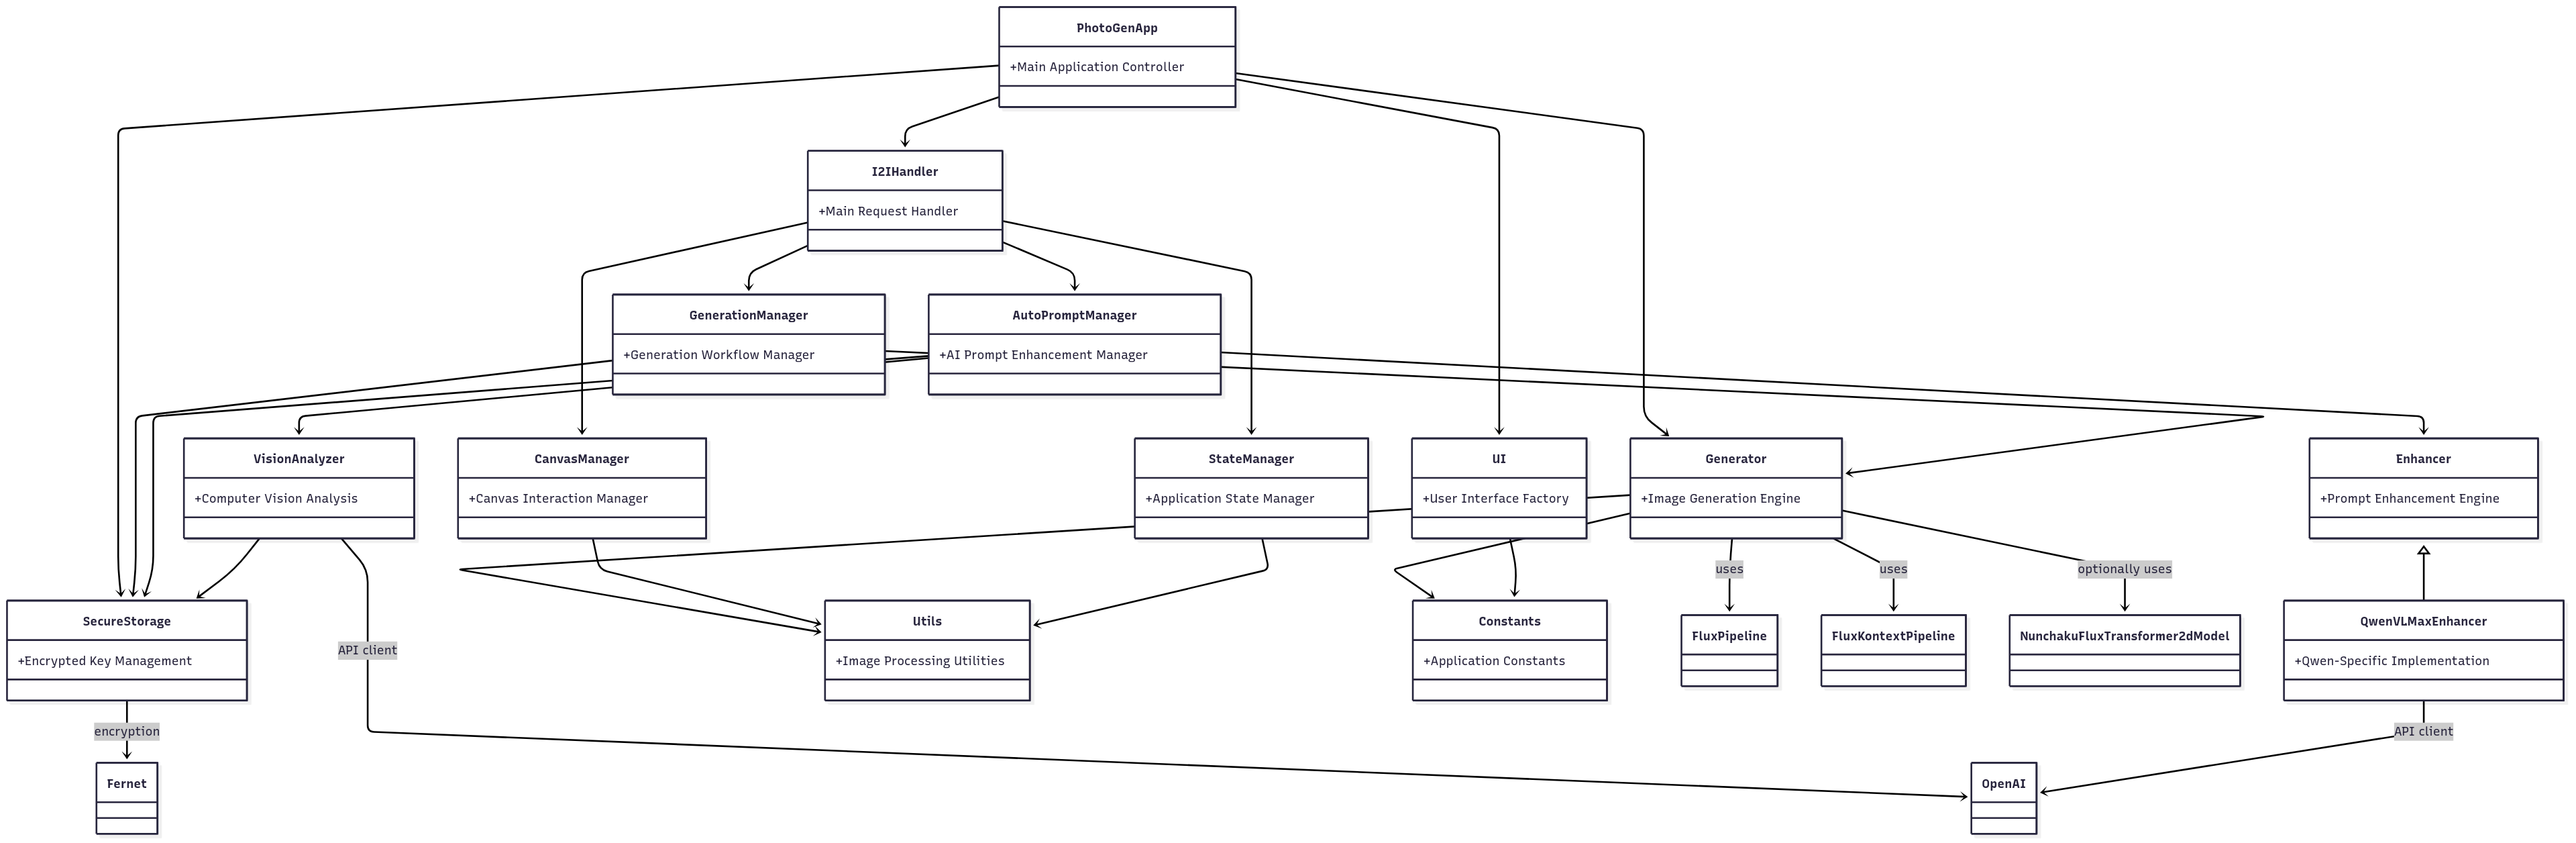 PhotoGenApp
+Main Application Controller
I2IHandler
+Main Request Handler
GenerationManager
+Generation Workflow Manager
AutoPromptManager
+AI Prompt Enhancement Manager
VisionAnalyzer
+Computer Vision Analysis
CanvasManager
+Canvas Interaction Manager
StateManager
+Application State Manager
UI
+User Interface Factory
Generator
+Image Generation Engine
Enhancer
+Prompt Enhancement Engine
uses
uses
optionally uses
SecureStorage
+Encrypted Key Management
API client
Utils
+Image Processing Utilities
Constants
+Application Constants
FluxPipeline
FluxKontextPipeline
NunchakuFluxTransformer2dModel
QwenVLMaxEnhancer
+Qwen-Specific Implementation
encryption
API client
Fernet
OpenAI